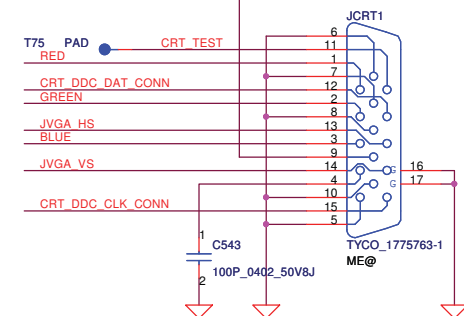 JCRT1
6
T75 PAD CRT_TEST 11
RED 1
7
CRT_DDC_DAT_CONN 12
GREEN 2
8
JVGA_HS 13
BLUE 3
9
JVGA_VS 14 G 16
4 G 17
10
CRT_DDC_CLK_CONN 15
5
1
C543 TYCO_1775763-1
ME@
100P_0402_50V8J
2